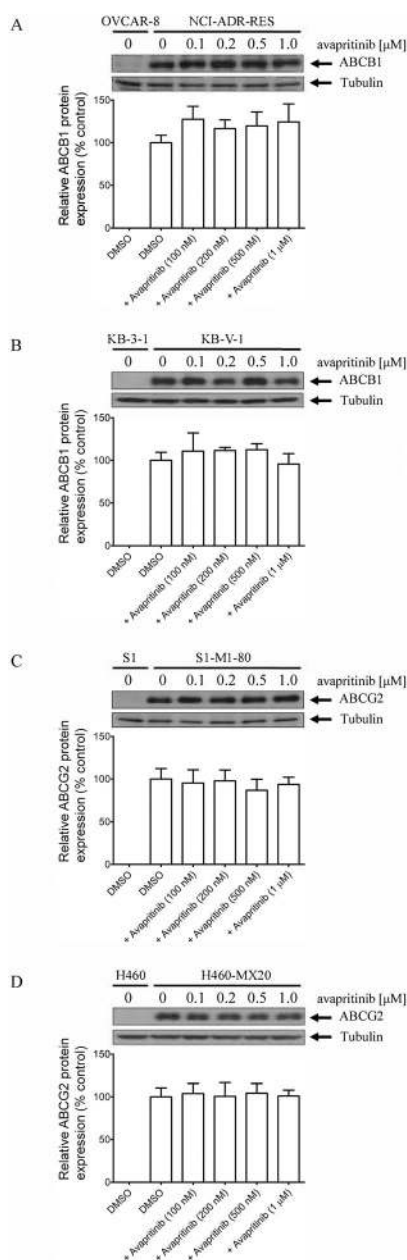 A
OVCAR-8 NCI-ADR-RES
0 0 0.1 0.2 0.5 1.0 avapritinib [μM]
ABCB1
Tubulin
Relative ABCB1 protein
expression (% control)
150
100
50
0
DMSO
DMSO
+ Avapritinib (100 nM)
+ Avapritinib (200 nM)
+ Avapritinib (500 nM)
+ Avapritinib (1 μM)
B
KB-3-1 KB-V-1
0 0 0.1 0.2 0.5 1.0 avapritinib [μM]
ABCB1
Tubulin
Relative ABCB1 protein
expression (% control)
150
100
50
0
DMSO
DMSO
+ Avapritinib (100 nM)
+ Avapritinib (200 nM)
+ Avapritinib (500 nM)
+ Avapritinib (1 μM)
C
S1 S1-M1-80
0 0 0.1 0.2 0.5 1.0 avapritinib [μM]
ABCG2
Tubulin
Relative ABCG2 protein
expression (% control)
150
100
50
0
DMSO
DMSO
+ Avapritinib (100 nM)
+ Avapritinib (200 nM)
+ Avapritinib (500 nM)
+ Avapritinib (1 μM)
D
H460 H460-MX20
0 0 0.1 0.2 0.5 1.0 avapritinib [μM]
ABCG2
Tubulin
Relative ABCG2 protein
expression (% control)
150
100
50
0
DMSO
DMSO
+ Avapritinib (100 nM)
+ Avapritinib (200 nM)
+ Avapritinib (500 nM)
Avapritinib (1 μM)